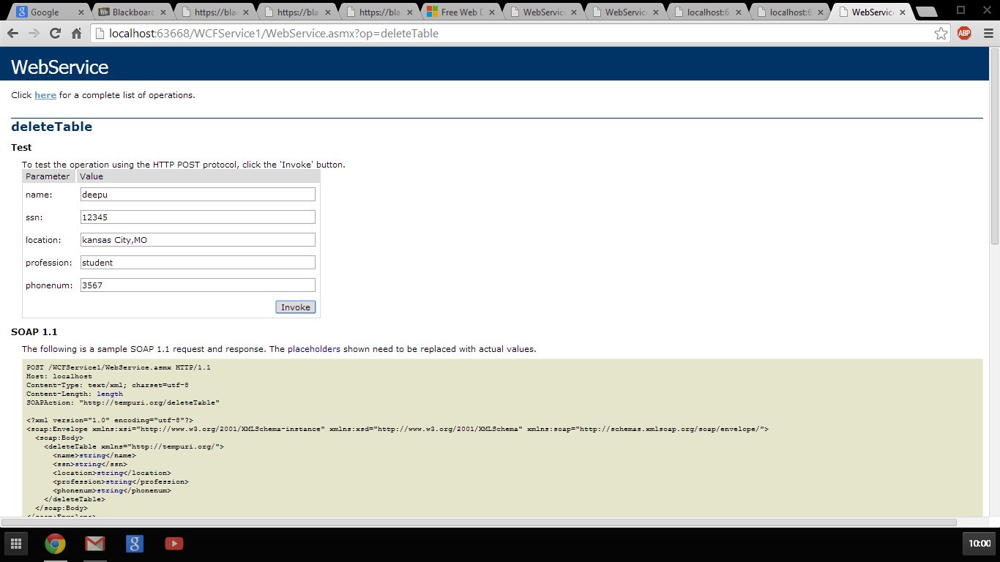 Google
Blackboard
https://bla
https://bla
https://bla
Free Web D
WebService
WebService
localhost:6
localhost:6
WebService
localhost:63668/WCFService1/WebService.asmx?op=deleteTable
ABP
WebService
Click here for a complete list of operations.
deleteTable
Test
To test the operation using the HTTP POST protocol, click the 'Invoke' button.
Parameter Value
name: deepu
ssn: 12345
location: kansas City,MO
profession: student
phonenum: 3567
Invoke
SOAP 1.1
The following is a sample SOAP 1.1 request and response. The placeholders shown need to be replaced with actual values.
POST /WCFService1/WebService.asmx HTTP/1.1
Host: localhost
Content-Type: text/xml; charset=utf-8
Content-Length: length
SOAPAction: "http://tempuri.org/deleteTable"
<?xml version="1.0" encoding="utf-8"?>
<soap:Envelope xmlns:xsi="http://www.w3.org/2001/XMLSchema-instance" xmlns:xsd="http://www.w3.org/2001/XMLSchema" xmlns:soap="http://schemas.xmlsoap.org/soap/envelope/">
<soap:Body>
<deleteTable xmlns="http://tempuri.org/">
<name>string</name>
<ssn>string</ssn>
<location>string</location>
<profession>string</profession>
<phonenum>string</phonenum>
</deleteTable>
</soap:Body>
</soap:Envelope>
10:00